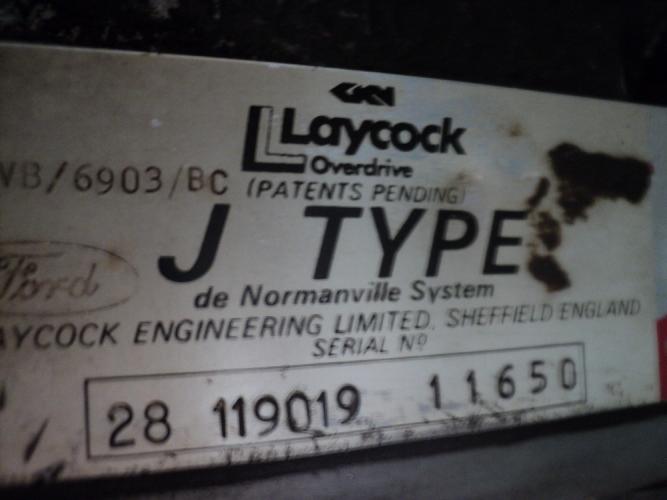 GKN
Laycock
Overdrive
VB/6903/BC (PATENTS PENDING)
J TYPE
Ford
de Normanville System
AYCOCK ENGINEERING LIMITED, SHEFFIELD ENGLAND
SERIAL Nº
28 119019 11650